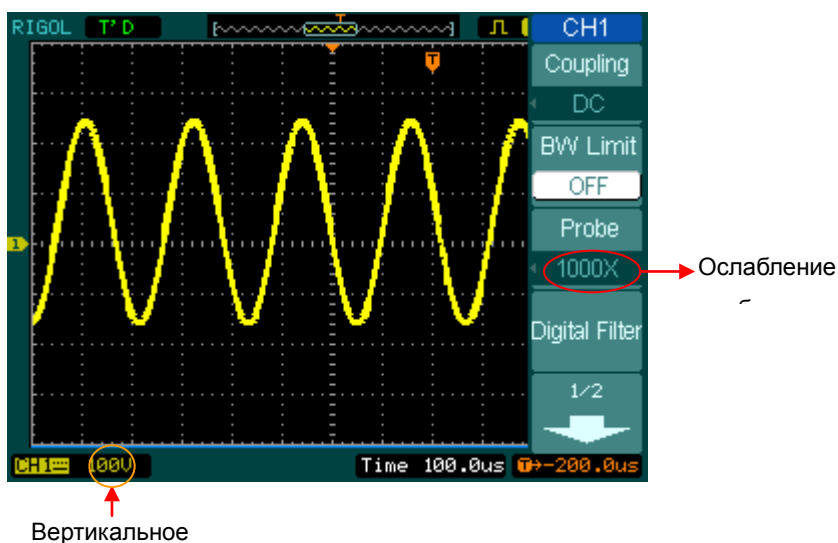 RIGOL T'D CH1
Coupling
DC
BW Limit
OFF
Probe
1000X
Ослабление
Digital Filter
1/2
CH1 100V Time 100.0us T→-200.0us
Вертикальное